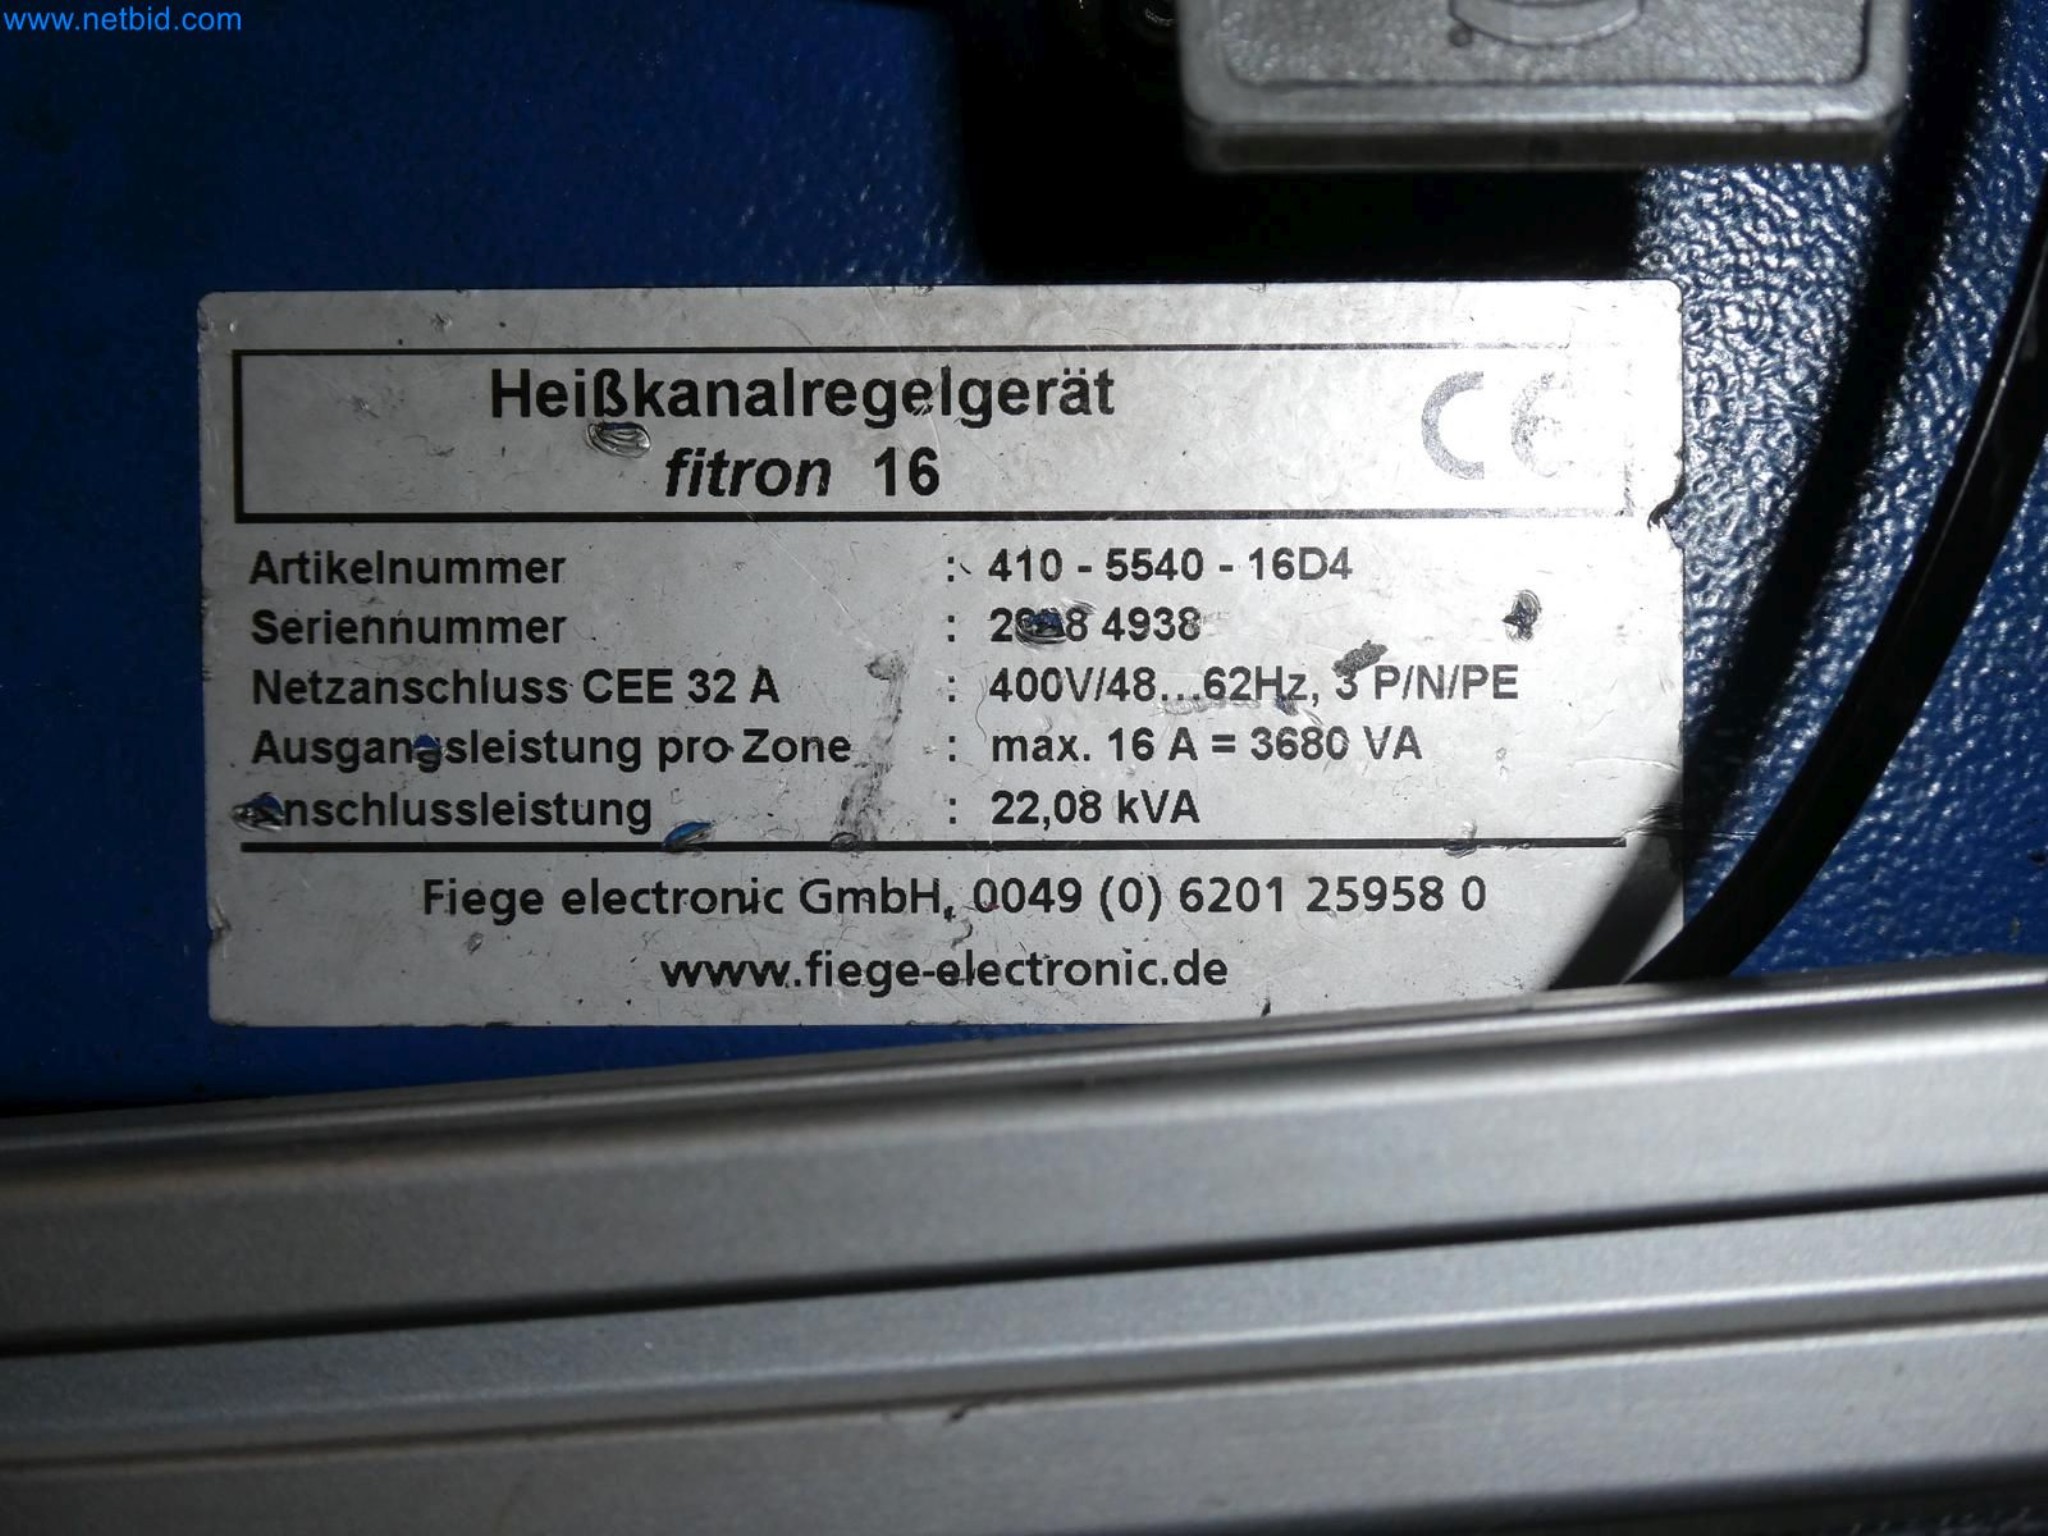 www.netbid.com
Heißkanalregelgerät
fitron 16
CE
Artikelnummer : 410 - 5540 - 16D4
Seriennummer : 4938
Netzanschluss CEE 32 A : 400V/48...62Hz, 3 P/N/PE
Ausgangsleistung pro Zone : max. 16 A = 3680 VA
Anschlussleistung : 22,08 kVA
Fiege electronic GmbH, 0049 (0) 6201 25958 0
www.fiege-electronic.de